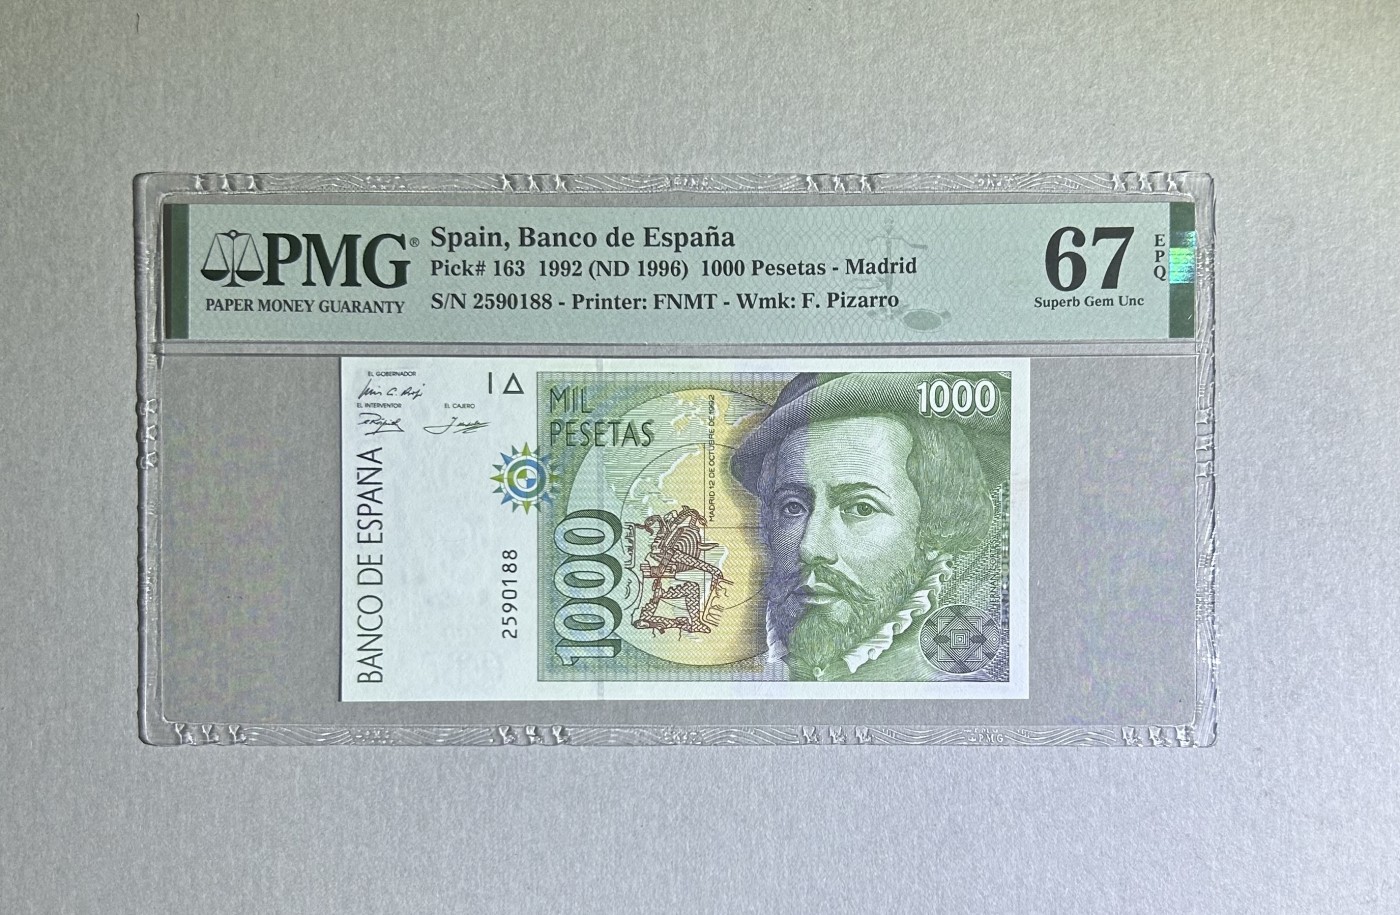 PMG®
PAPER MONEY GUARANTY
Spain, Banco de España
Pick# 163 1992 (ND 1996) 1000 Pesetas - Madrid
S/N 2590188 - Printer: FNMT - Wmk: F. Pizarro
67
EPQ
Superb Gem Unc
EL GOBERNADOR
EL INTERVENTOR
EL CAJERO
MIL
PESETAS
1000
MADRID 12 DE OCTUBRE DE 1992
BANCO DE ESPAÑA
2590188
1000
PMG